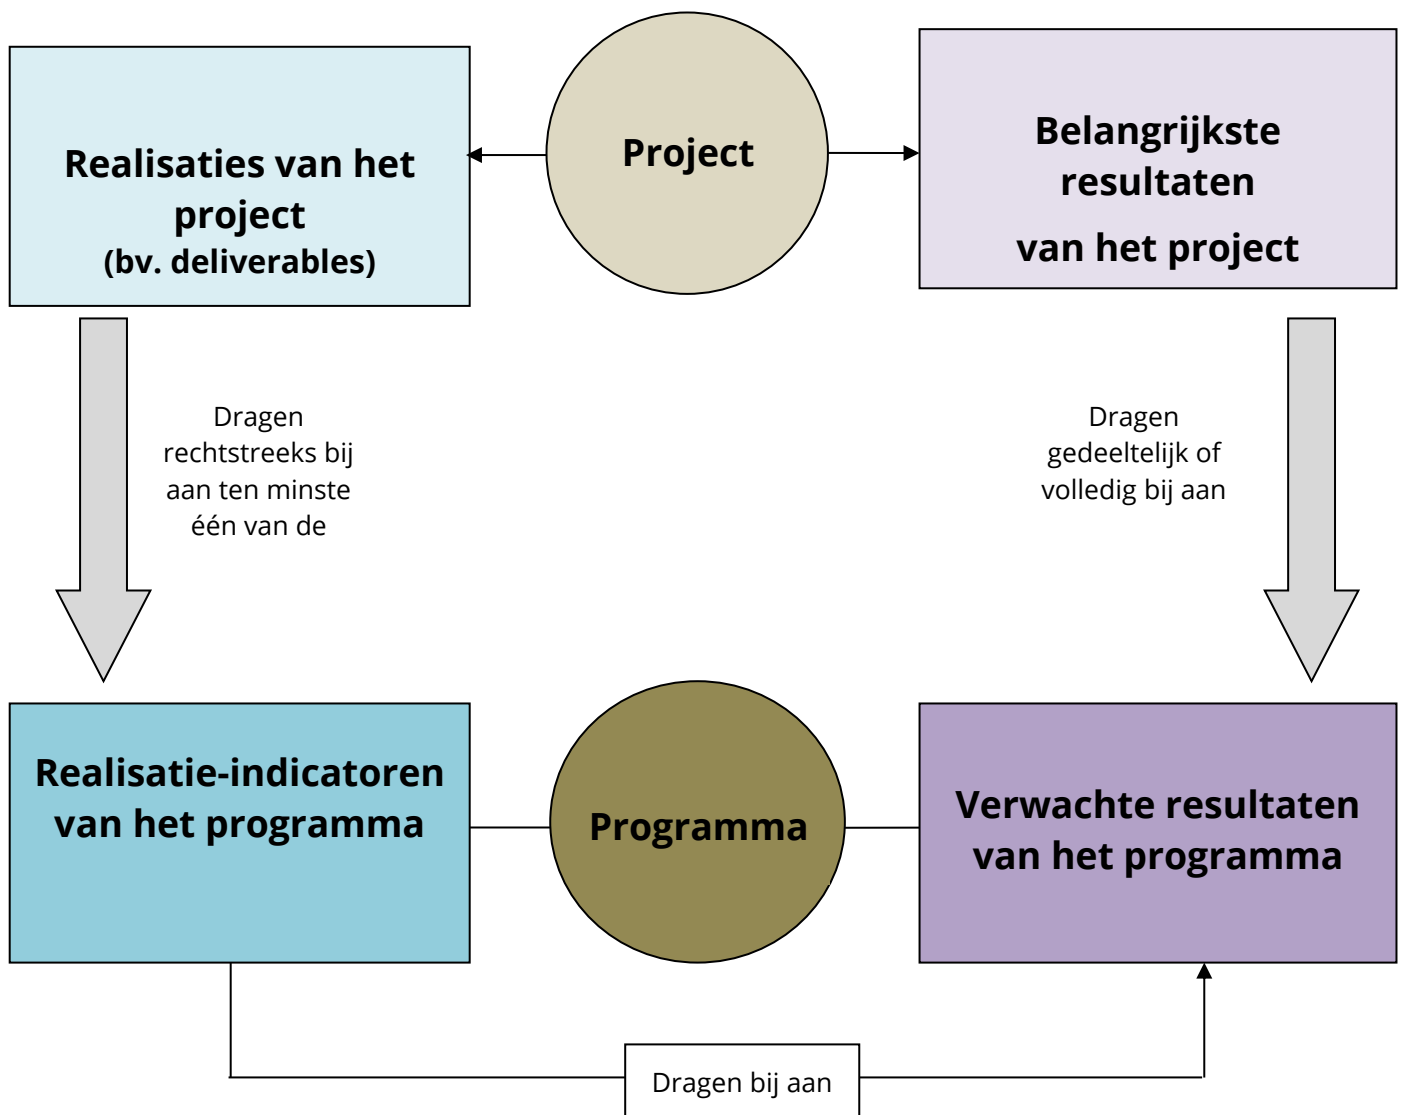 Realisaties van het
project
(bv. deliverables)
Project
Belangrijkste
resultaten
van het project
Dragen
rechtstreeks bij
aan ten minste
één van de
Dragen
gedeeltelijk of
volledig bij aan
Realisatie-indicatoren
van het programma
Programma
Verwachte resultaten
van het programma
Dragen bij aan